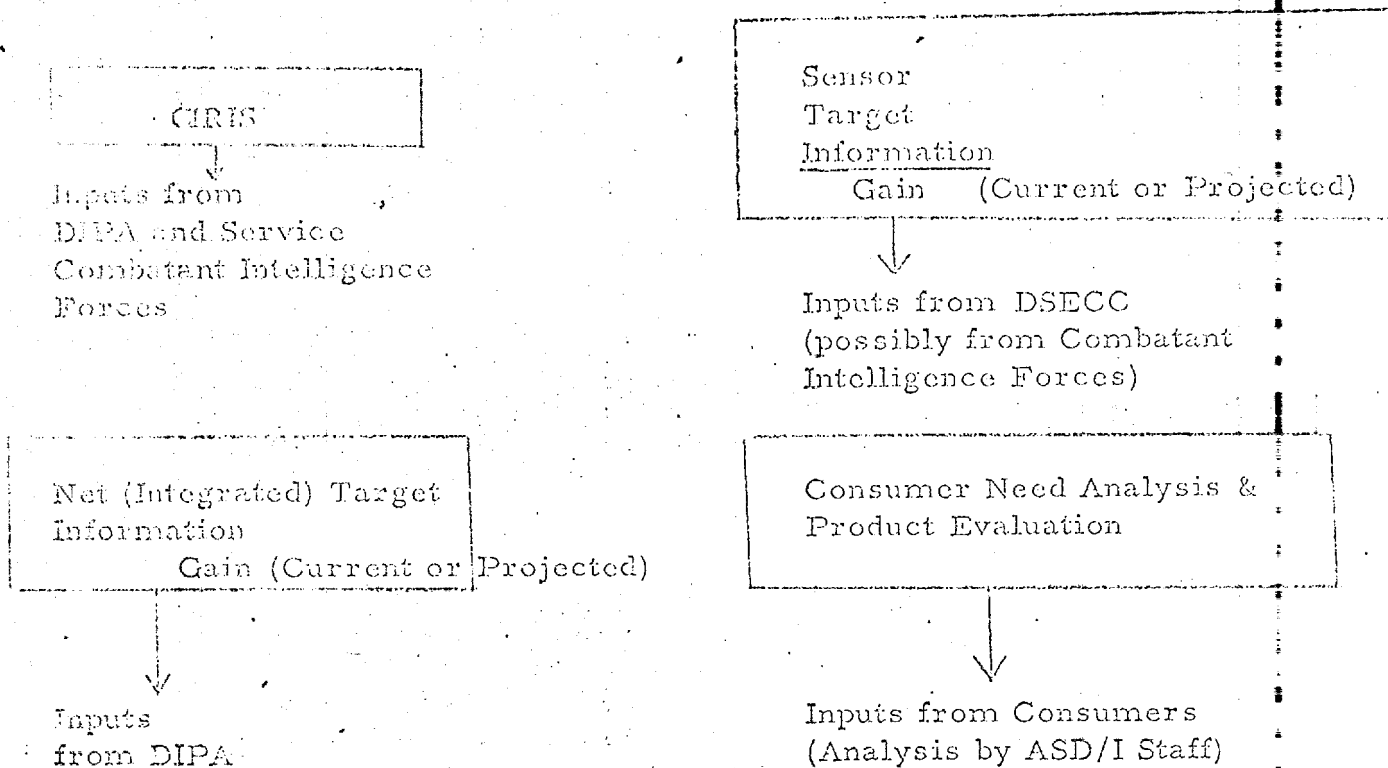 CIRIS
Inputs from
DIPA and Service
Combatant Intelligence
Forces
Sensor
Target
Information
Gain (Current or Projected)
Inputs from DSECC
(possibly from Combatant
Intelligence Forces)
Net (Integrated) Target
Information
Gain (Current or Projected)
Inputs
from DIPA
Consumer Need Analysis &
Product Evaluation
Inputs from Consumers
(Analysis by ASD/I Staff)